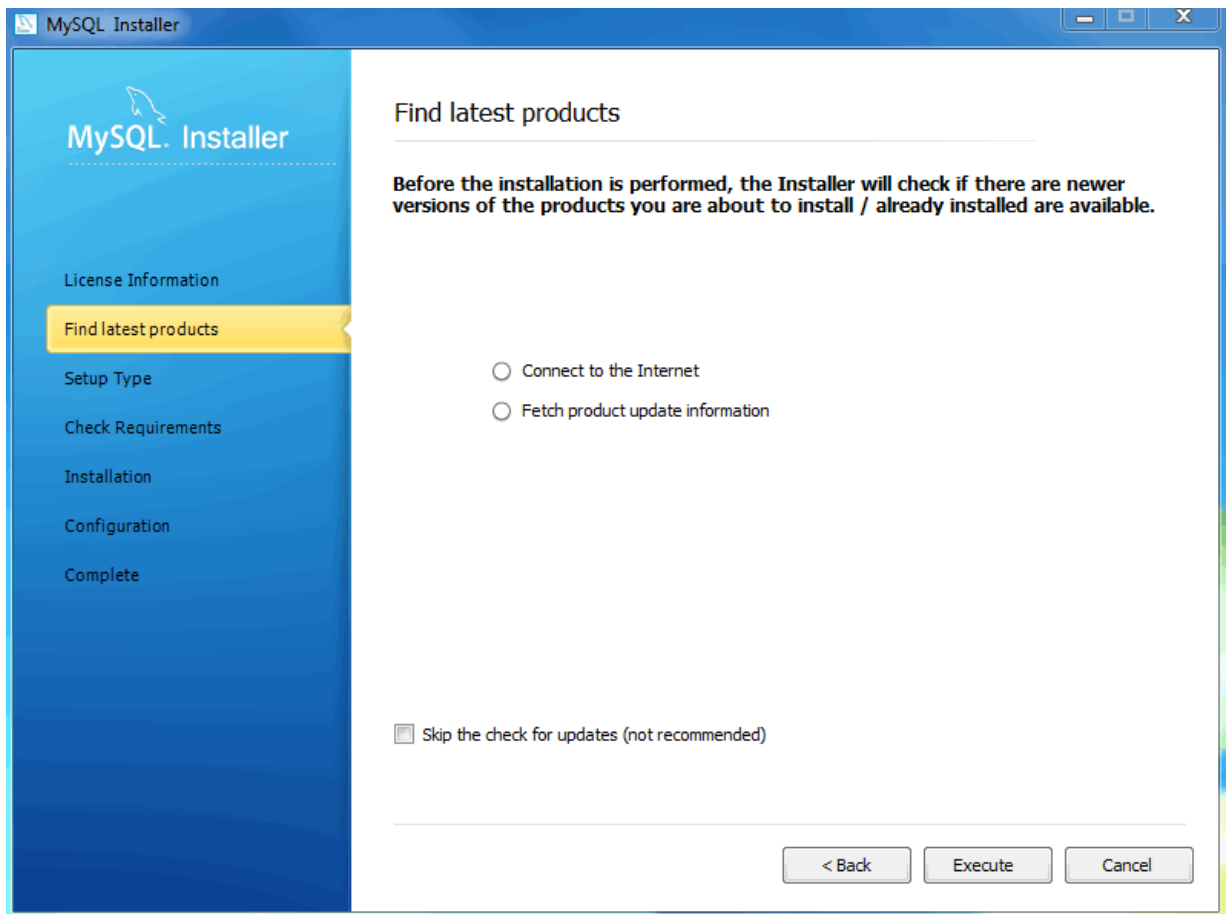 MySQL Installer
MySQL. Installer
License Information
Find latest products
Setup Type
Check Requirements
Installation
Configuration
Complete
Find latest products
Before the installation is performed, the Installer will check if there are newer
versions of the products you are about to install / already installed are available.
Connect to the Internet
Fetch product update information
Skip the check for updates (not recommended)
< Back
Execute
Cancel